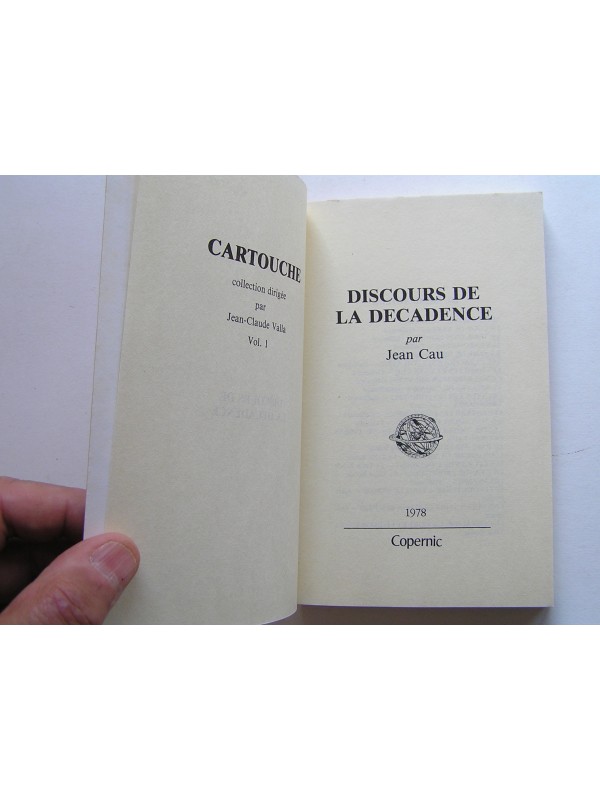 CARTOUCHE
collection dirigée
par
Jean-Claude Valla
Vol. 1
DISCOURS DE
LA DECADENCE
par
Jean Cau
1978
Copernic